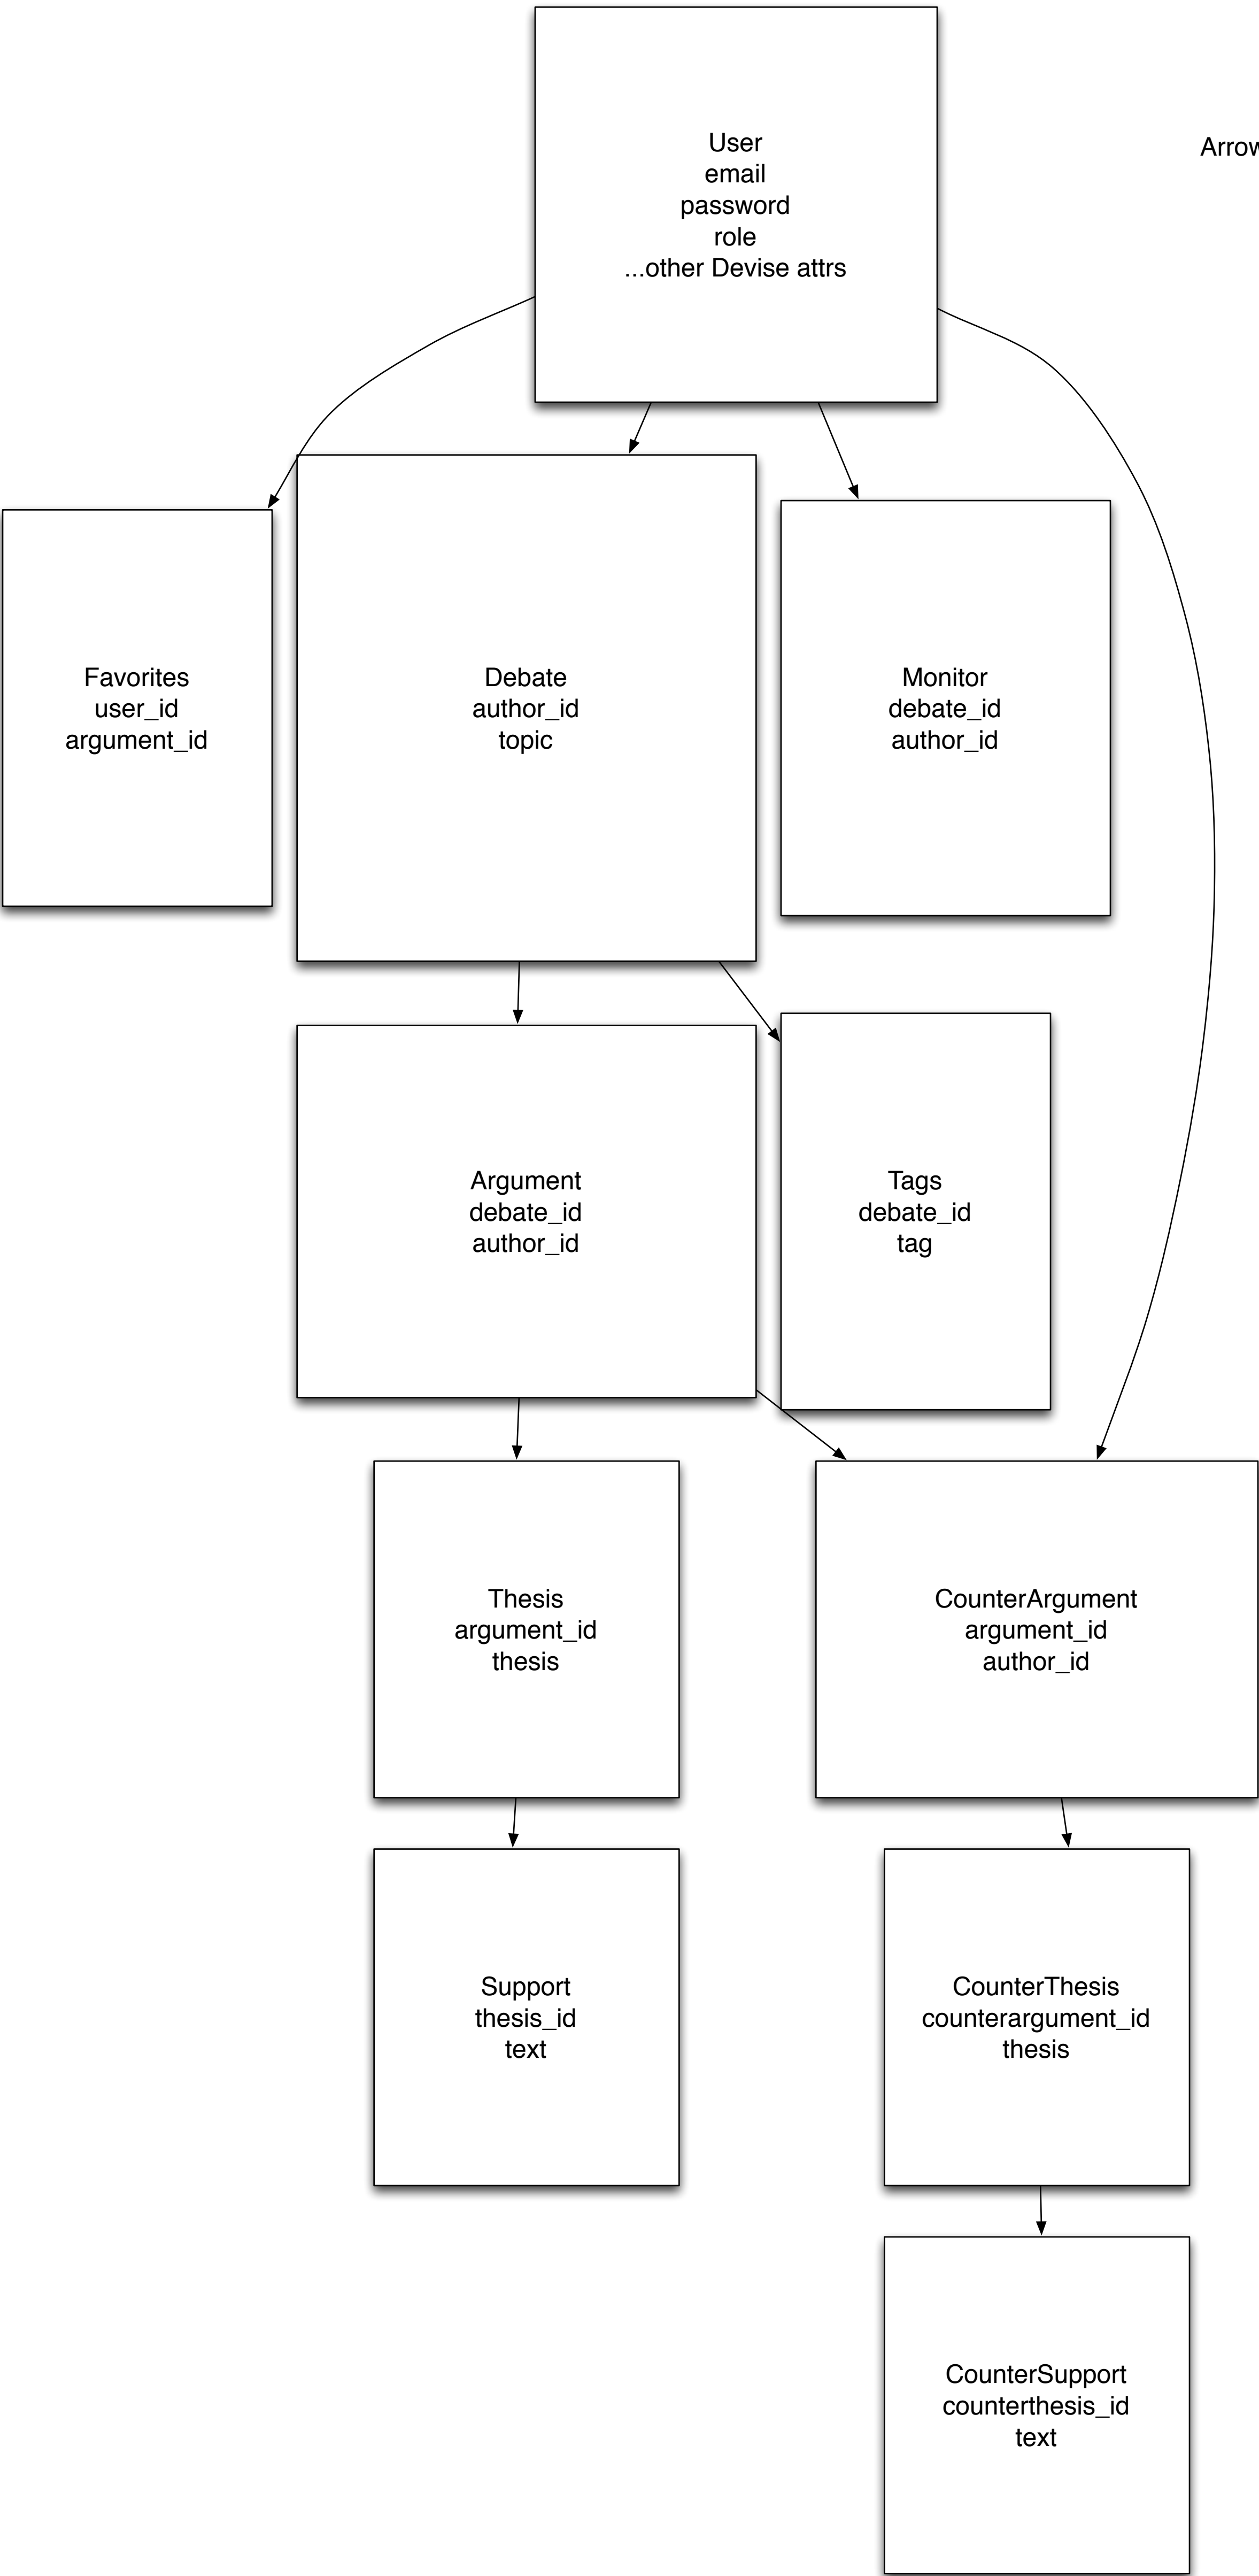 User
email
password
role
...other Devise attrs
Arrow
Favorites
user_id
argument_id
Debate
author_id
topic
Monitor
debate_id
author_id
Argument
debate_id
author_id
Tags
debate_id
tag
Thesis
argument_id
thesis
CounterArgument
argument_id
author_id
Support
thesis_id
text
CounterThesis
counterargument_id
thesis
CounterSupport
counterthesis_id
text